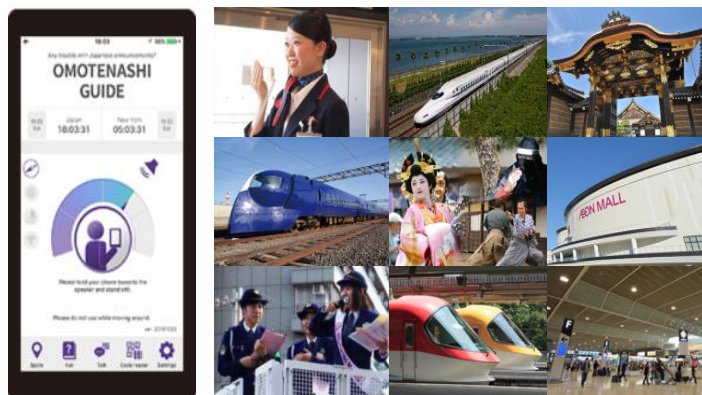 18:03
Any trouble with Japanese announcements?
OMOTENASHI
GUIDE
Japan
18:03:31
New York
05:03:31
Please hold your phone towards the
speaker and stand still.
Please do not use while moving around.
Spots
Ask
Talk
Code reader
Settings
ÆON MALL
F